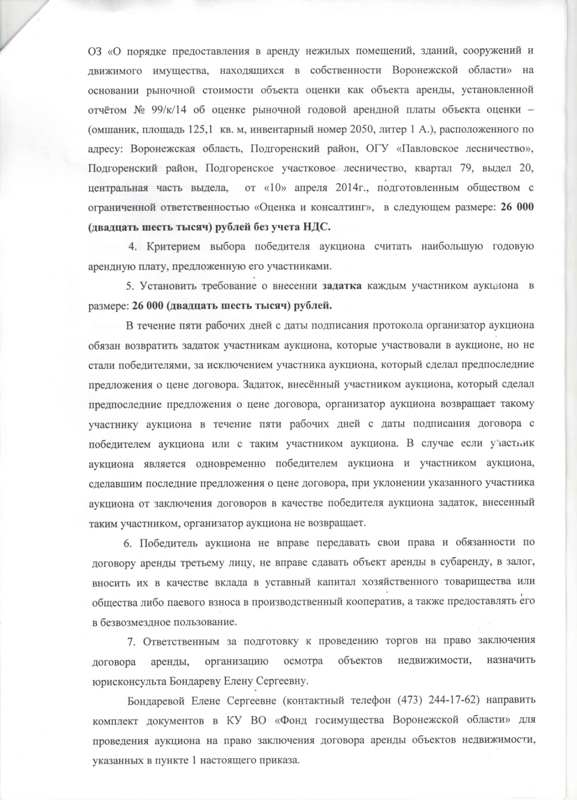 ОЗ «О порядке предоставления в аренду нежилых помещений, зданий, сооружений и
движимого имущества, находящихся в собственности Воронежской области» на
основании рыночной стоимости объекта оценки как объекта аренды, установленной
отчётом № 99/к/14 об оценке рыночной годовой арендной платы объекта оценки –
(омшаник, площадь 125,1 кв. м, инвентарный номер 2050, литер 1 А.), расположенного по
адресу: Воронежская область, Подгоренский район, ОГУ «Павловское лесничество»,
Подгоренский район, Подгоренское участковое лесничество, квартал 79, выдел 20,
центральная часть выдела, от «10» апреля 2014г., подготовленным обществом с
ограниченной ответственностью «Оценка и консалтинг», в следующем размере: 26 000
(двадцать шесть тысяч) рублей без учета НДС.
4. Критерием выбора победителя аукциона считать наибольшую годовую
арендную плату, предложенную его участниками.
5. Установить требование о внесении задатка каждым участником аукциона в
размере: 26 000 (двадцать шесть тысяч) рублей.
В течение пяти рабочих дней с даты подписания протокола организатор аукциона
обязан возвратить задаток участникам аукциона, которые участвовали в аукционе, но не
стали победителями, за исключением участника аукциона, который сделал предпоследние
предложения о цене договора. Задаток, внесённый участником аукциона, который сделал
предпоследние предложения о цене договора, организатор аукциона возвращает такому
участнику аукциона в течение пяти рабочих дней с даты подписания договора с
победителем аукциона или с таким участником аукциона. В случае если участник
аукциона является одновременно победителем аукциона и участником аукциона,
сделавшим последние предложения о цене договора, при уклонении указанного участника
аукциона от заключения договоров в качестве победителя аукциона задаток, внесенный
таким участником, организатор аукциона не возвращает.
6. Победитель аукциона не вправе передавать свои права и обязанности по
договору аренды третьему лицу, не вправе сдавать объект аренды в субаренду, в залог,
вносить их в качестве вклада в уставный капитал хозяйственного товарищества или
общества либо паевого взноса в производственный кооператив, а также предоставлять его
в безвозмездное пользование.
7. Ответственным за подготовку к проведению торгов на право заключения
договора аренды, организацию осмотра объектов недвижимости, назначить
юрисконсульта Бондареву Елену Сергеевну.
Бондаревой Елене Сергеевне (контактный телефон (473) 244-17-62) направить
комплект документов в КУ ВО «Фонд госимущества Воронежской области» для
проведения аукциона на право заключения договора аренды объектов недвижимости,
указанных в пункте 1 настоящего приказа.